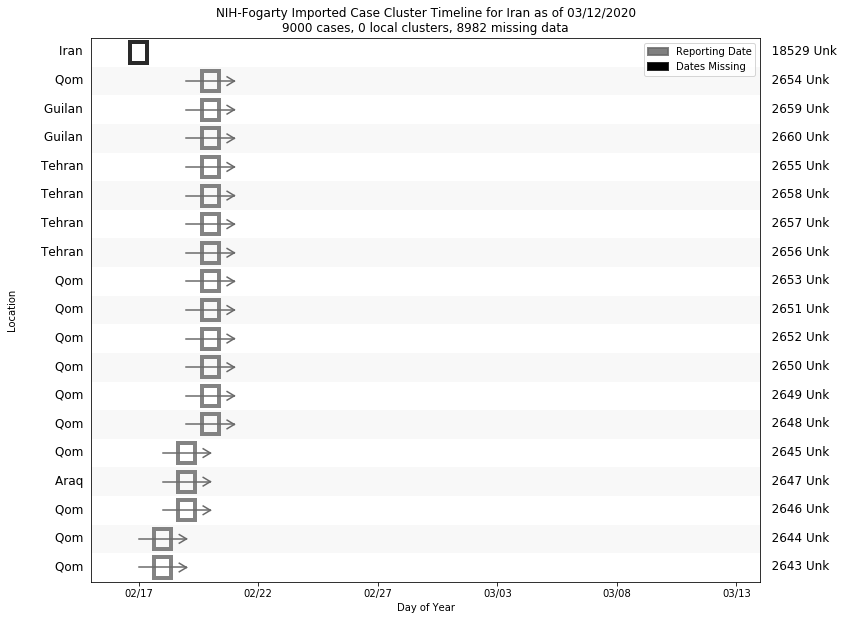 NIH-Fogarty Imported Case Cluster Timeline for Iran as of 03/12/2020
9000 cases, 0 local clusters, 8982 missing data
Reporting Date
Dates Missing
Iran 18529 Unk
Qom 2654 Unk
Guilan 2659 Unk
Guilan 2660 Unk
Tehran 2655 Unk
Tehran 2658 Unk
Tehran 2657 Unk
Tehran 2656 Unk
Qom 2653 Unk
Qom 2651 Unk
Qom 2652 Unk
Qom 2650 Unk
Qom 2649 Unk
Qom 2648 Unk
Qom 2645 Unk
Araq 2647 Unk
Qom 2646 Unk
Qom 2644 Unk
Qom 2643 Unk
Location
02/17 02/22 02/27 03/03 03/08 03/13
Day of Year